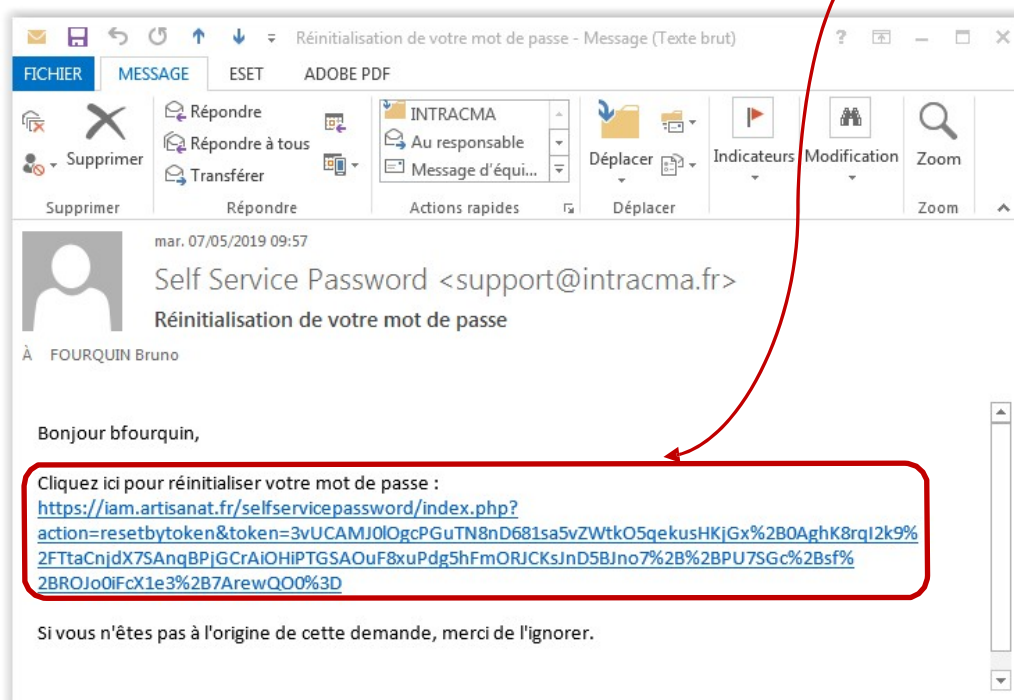 Réinitialisation de votre mot de passe - Message (Texte brut)
FICHIER MESSAGE ESET ADOBE PDF
Supprimer
Répondre
Répondre à tous
Transférer
INTRACMA
Au responsable
Message d'équi...
Déplacer
Indicateurs
Modification
Zoom
Supprimer Répondre Actions rapides Déplacer Zoom
mar. 07/05/2019 09:57
Self Service Password <support@intracma.fr>
Réinitialisation de votre mot de passe
À FOURQUIN Bruno
Bonjour bfourquin,
Cliquez ici pour réinitialiser votre mot de passe :
https://iam.artisanat.fr/selfservicepassword/index.php?
action=resetbytoken&token=3vUCAMJ0lOgcPGuTN8nD681sa5vZWtkO5qekusHKjGx%2B0AghK8rqI2k9%
2FTtaCnjdX7SAnqBPjGCrAiOHiPTGSAOuF8xuPdg5hFmORJCKsJnD5BJno7%2B%2BPU7SGc%2Bsf%
2BROJo0iFcX1e3%2B7ArewQO0%3D
Si vous n'êtes pas à l'origine de cette demande, merci de l'ignorer.